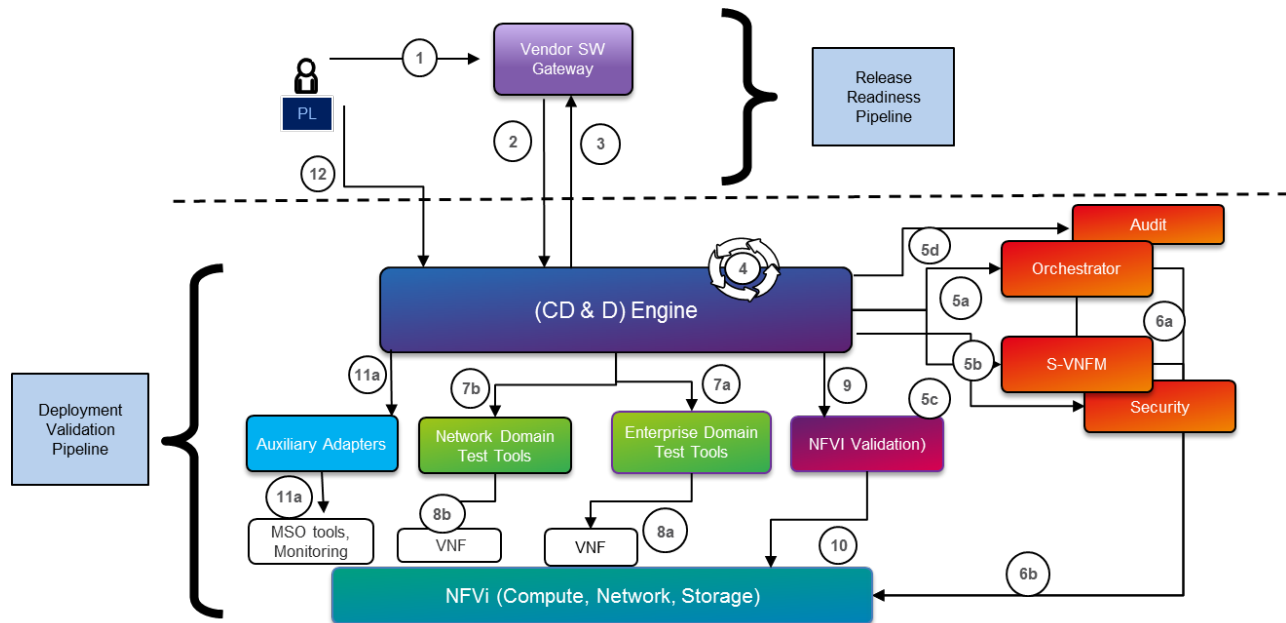 1
Vendor SW
Gateway
Release
Readiness
Pipeline
PL
2
3
12
Audit
5d
4
Orchestrator
(CD & D) Engine
5a
6a
5b
S-VNFM
11a
7b
7a
9
5c
Security
Deployment
Validation
Pipeline
Auxiliary Adapters
Network Domain
Test Tools
Enterprise Domain
Test Tools
NFVI Validation)
11a
8b
8a
10
MSO tools,
Monitoring
VNF
VNF
6b
NFVi (Compute, Network, Storage)